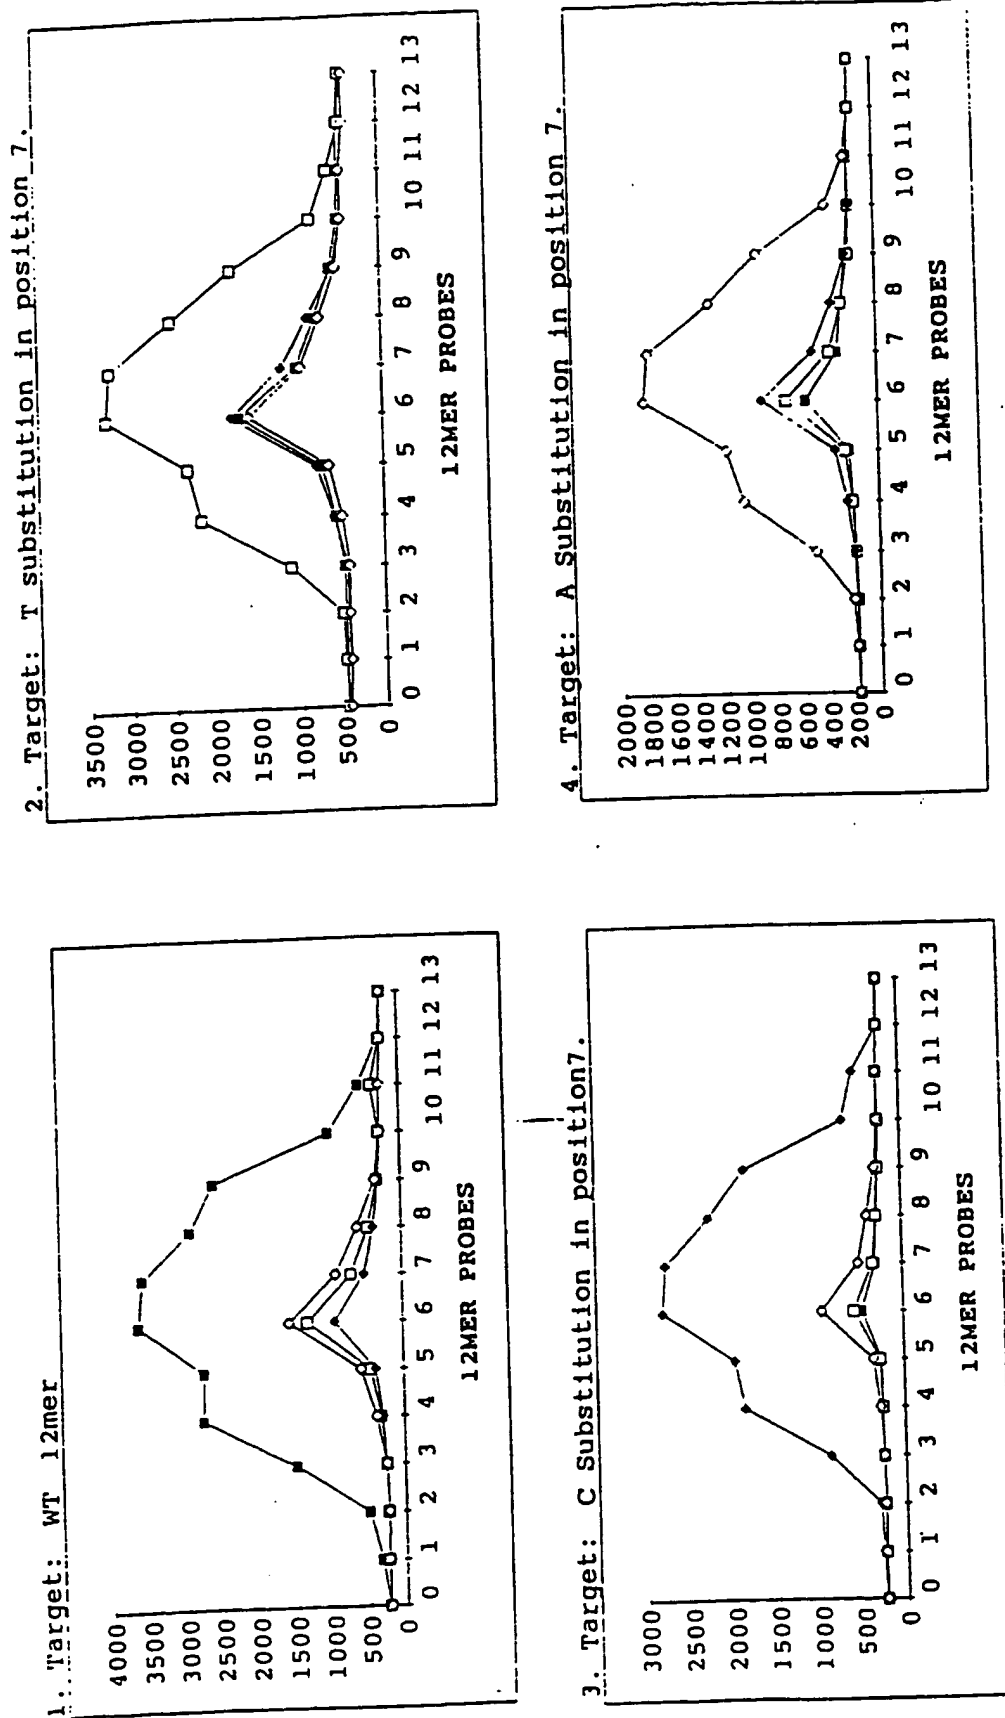 1. Target: WT 12mer
4000
3500
3000
2500
2000
1500
1000
500
0
0 1 2 3 4 5 6 7 8 9 10 11 12 13
12MER PROBES
2. Target: T substitution in position 7.
3500
3000
2500
2000
1500
1000
500
0
0 1 2 3 4 5 6 7 8 9 10 11 12 13
12MER PROBES
3. Target: C Substitution in position7.
3000
2500
2000
1500
1000
500
0
0 1 2 3 4 5 6 7 8 9 10 11 12 13
12MER PROBES
4. Target: A Substitution in position 7.
2000
1800
1600
1400
1200
1000
800
600
400
200
0
0 1 2 3 4 5 6 7 8 9 10 11 12 13
12MER PROBES